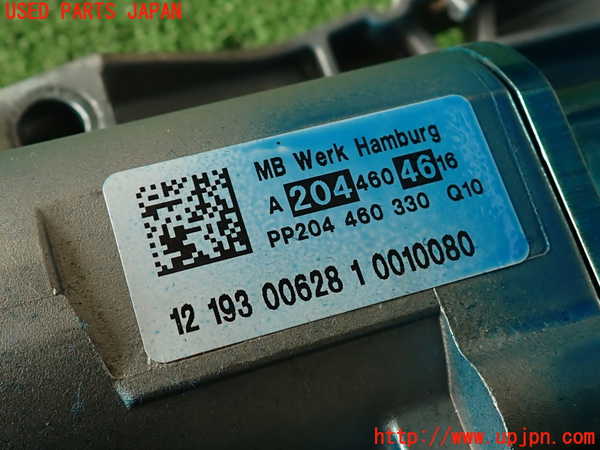 USED PARTS JAPAN
MB Werk Hamburg
A 204 460 46 16
PP204 460 330 Q10
12 193 00628 1 0010080
http://www.upjpn.com/